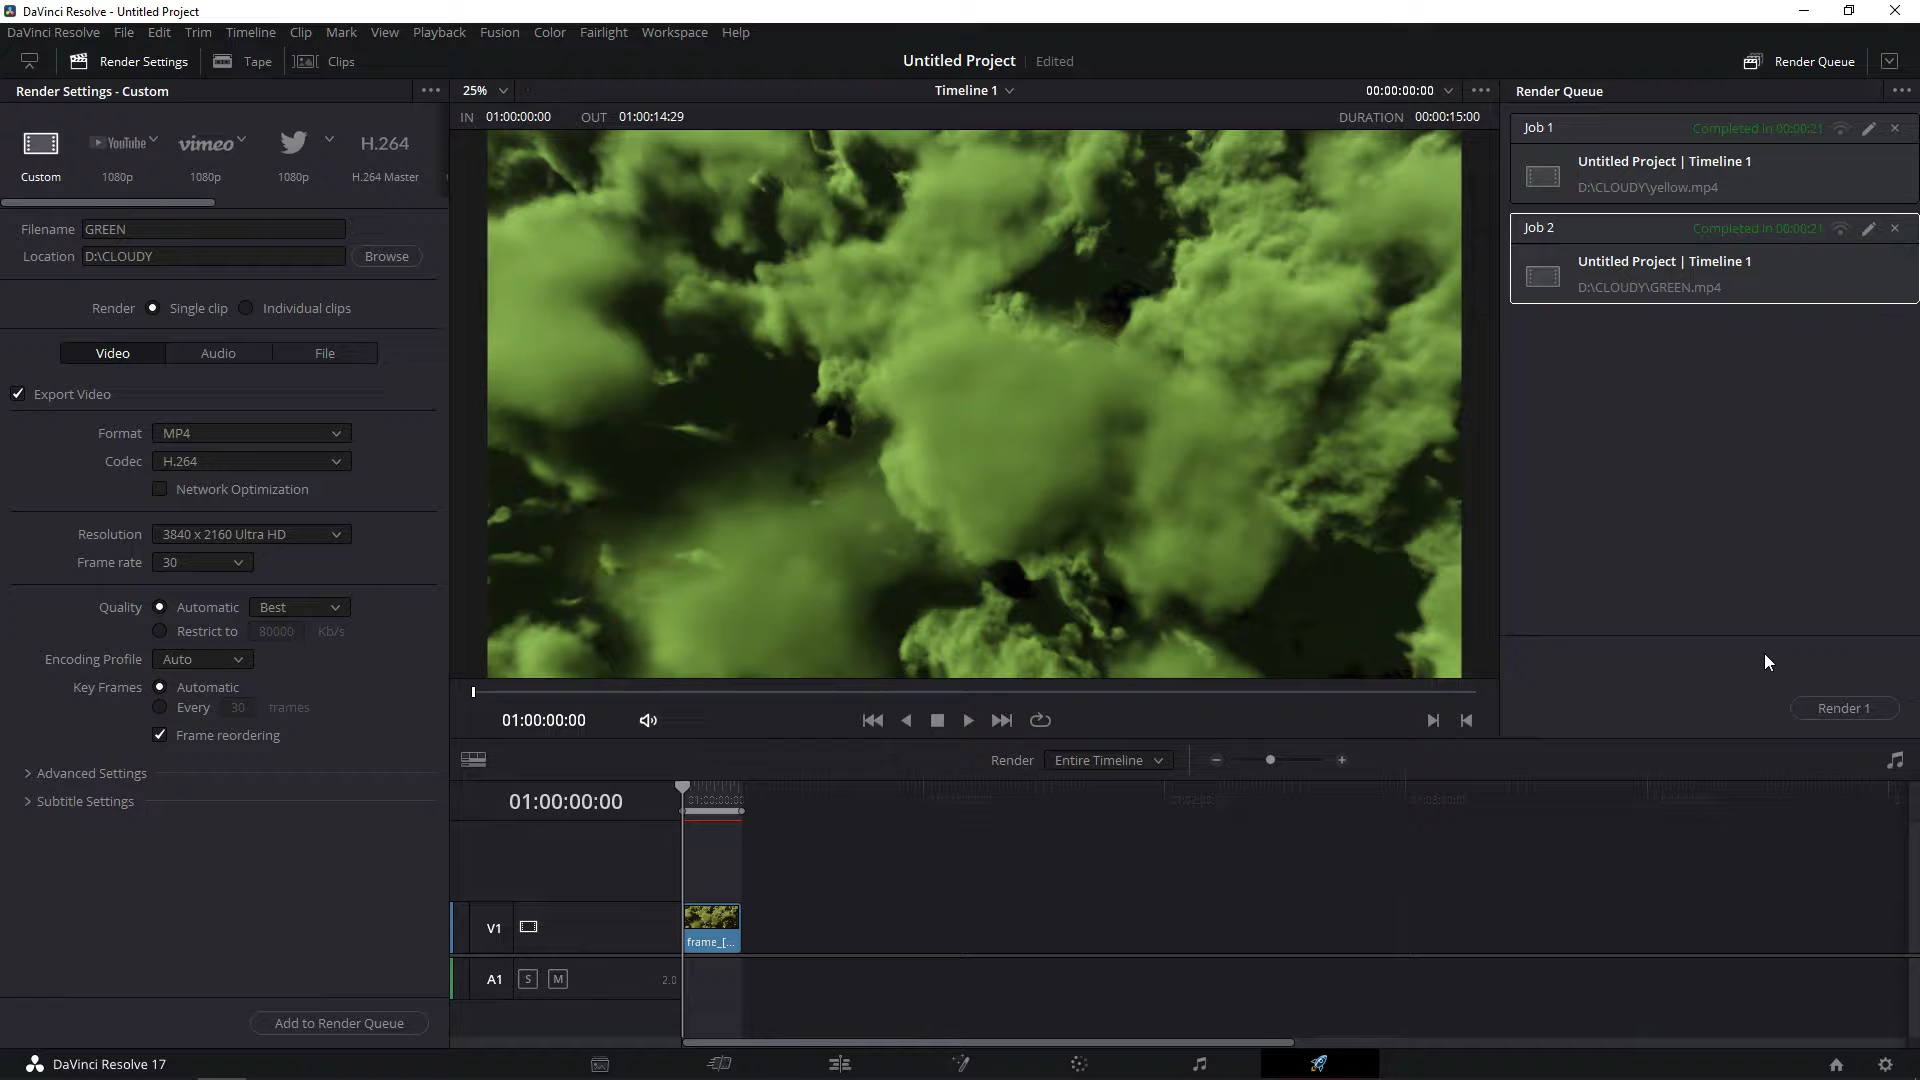 DaVinci Resolve - Untitled Project
DaVinci Resolve File Edit Trim Timeline Clip Mark View Playback Fusion Color Fairlight Workspace Help
Render Settings Tape Clips
Untitled Project Edited
Render Queue
Render Settings - Custom
25%
Timeline 1
00:00:00:00
Render Queue
IN 01:00:00:00 OUT 01:00:14:29
DURATION 00:00:15:00
YouTube vimeo H.264
Custom 1080p 1080p 1080p H.264 Master
Filename GREEN
Location D:\CLOUDY Browse
Render Single clip Individual clips
Video Audio File
Export Video
Format MP4
Codec H.264
Network Optimization
Resolution 3840 x 2160 Ultra HD
Frame rate 30
Quality Automatic Best
Restrict to 80000 Kb/s
Encoding Profile Auto
Key Frames Automatic
Every 30 frames
Frame reordering
Advanced Settings
Subtitle Settings
Add to Render Queue
Job 1 Completed in 00:00:21
Untitled Project | Timeline 1
D:\CLOUDY\yellow.mp4
Job 2 Completed in 00:00:21
Untitled Project | Timeline 1
D:\CLOUDY\GREEN.mp4
Render 1
01:00:00:00
Render Entire Timeline
01:00:00:00
01:00:00:00
V1
frame_[...
A1 S M 2.0
DaVinci Resolve 17